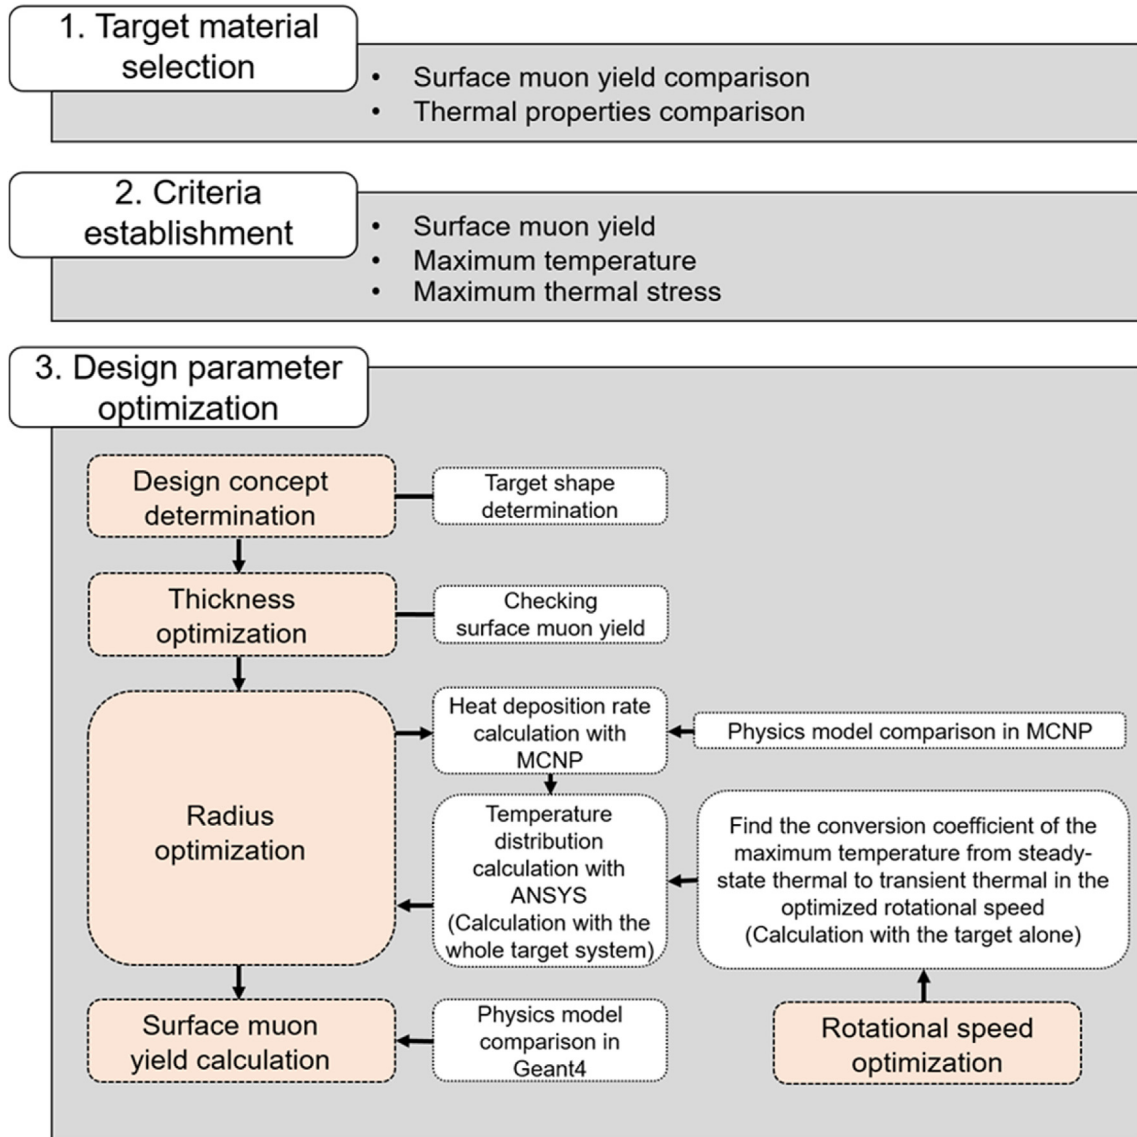 1. Target material
selection
• Surface muon yield comparison
• Thermal properties comparison
2. Criteria
establishment
• Surface muon yield
• Maximum temperature
• Maximum thermal stress
3. Design parameter
optimization
Design concept
determination
Target shape
determination
Thickness
optimization
Checking
surface muon yield
Radius
optimization
Heat deposition rate
calculation with
MCNP
Physics model comparison in MCNP
Temperature
distribution
calculation with
ANSYS
(Calculation with the
whole target system)
Find the conversion coefficient of the
maximum temperature from steady-
state thermal to transient thermal in the
optimized rotational speed
(Calculation with the target alone)
Surface muon
yield calculation
Physics model
comparison in
Geant4
Rotational speed
optimization